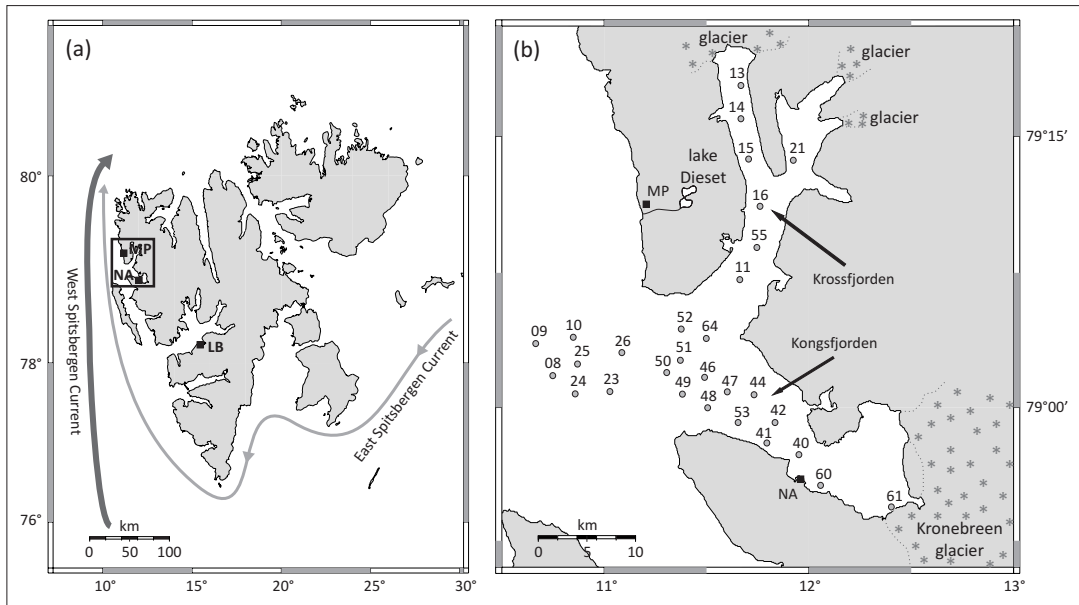 (a)
80°
78°
76°
10°
15°
20°
25°
30°
West Spitsbergen Current
East Spitsbergen Current
MP
NA
LB
km
0 50 100
(b)
glacier
glacier
glacier
13
14
15
21
lake
Dieset
MP
16
55
11
Krossfjorden
79°15'
52
09
10
64
26
51
25
Kongsfjorden
08
50
46
24
23
49
47
44
48
79°00'
53
42
41
40
60
NA
61
Kronebreen
glacier
km
0 5 10
11°
12°
13°